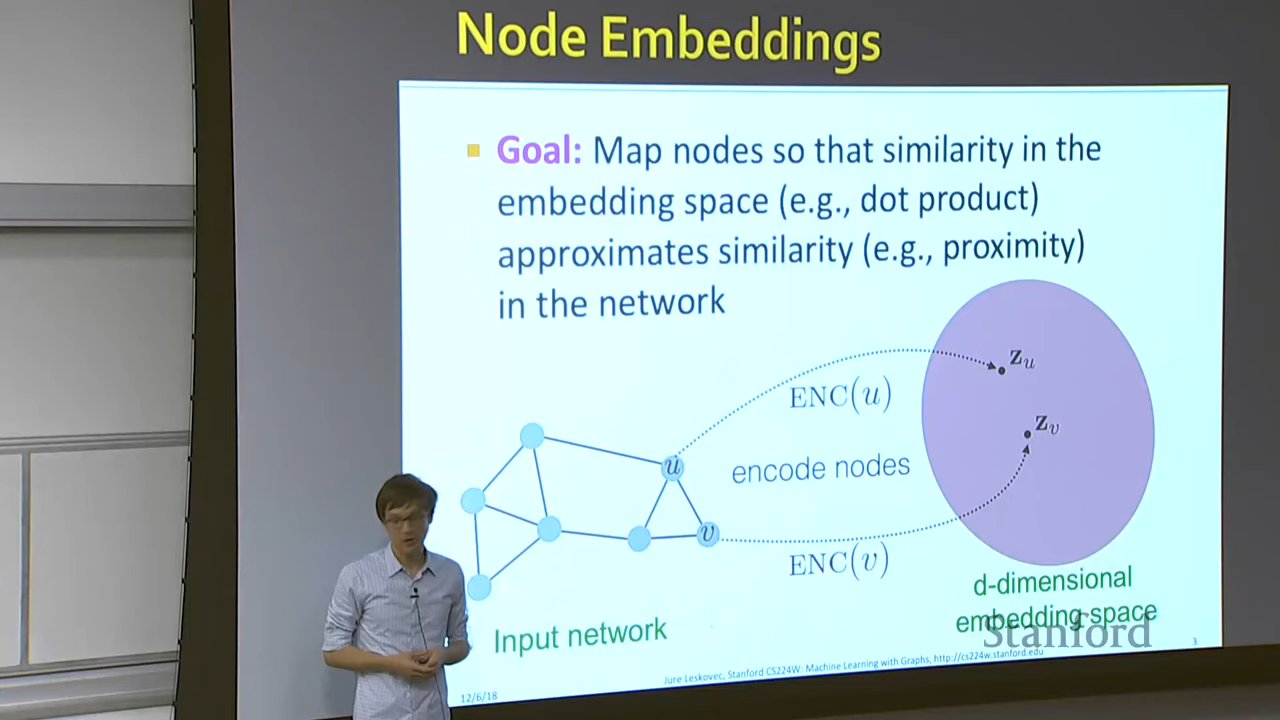 Node Embeddings
Goal: Map nodes so that similarity in the
embedding space (e.g., dot product)
approximates similarity (e.g., proximity)
in the network
z_u
ENC(u)
z_v
u
encode nodes
v
ENC(v)
d-dimensional
embedding space
Input network
Stanford
3
Jure Leskovec, Stanford CS224W: Machine Learning with Graphs, http://cs224w.stanford.edu
12/6/18